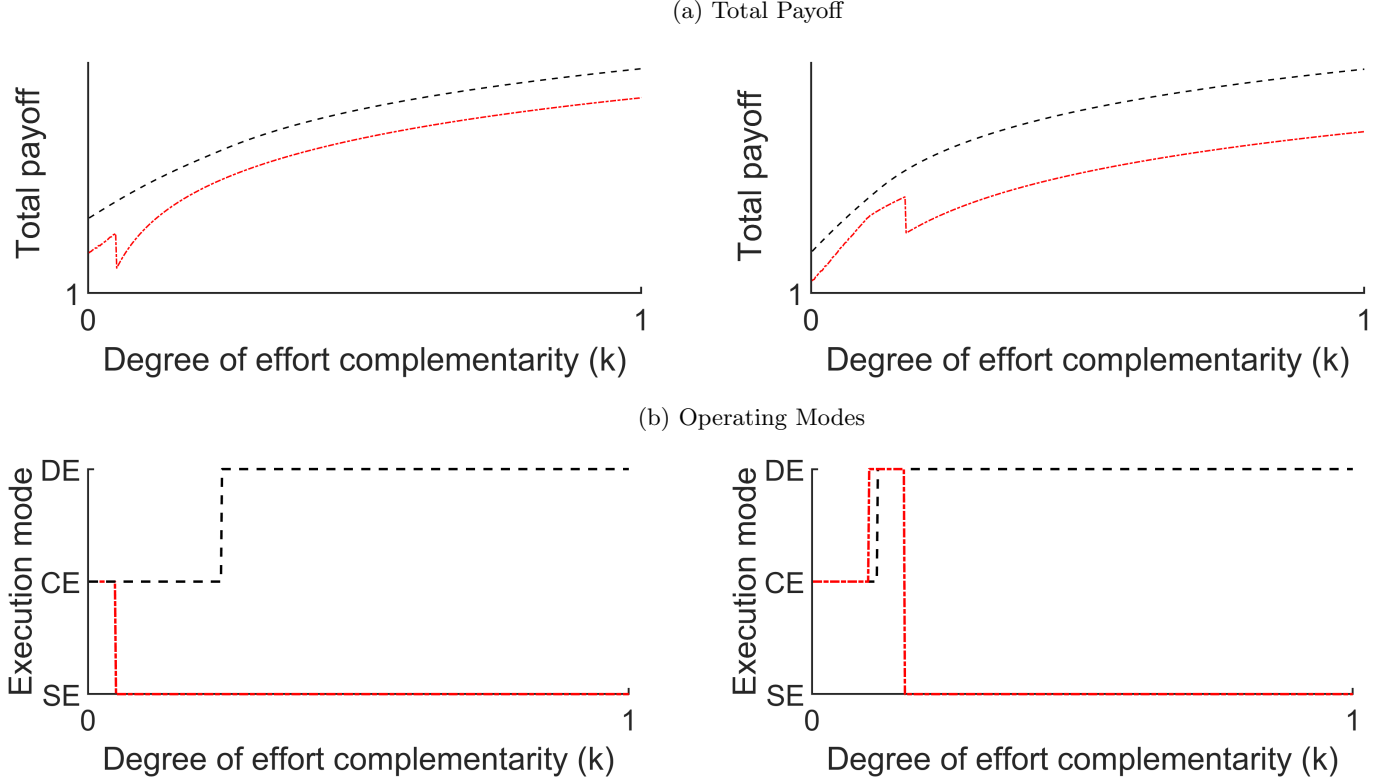 (a) Total Payoff
Total payoff
1
0
1
Degree of effort complementarity (k)
Total payoff
1
0
1
Degree of effort complementarity (k)
(b) Operating Modes
Execution mode
DE
CE
SE
0
1
Degree of effort complementarity (k)
Execution mode
DE
CE
SE
0
1
Degree of effort complementarity (k)